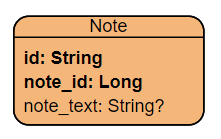 Note
id: String
note_id: Long
note_text: String?